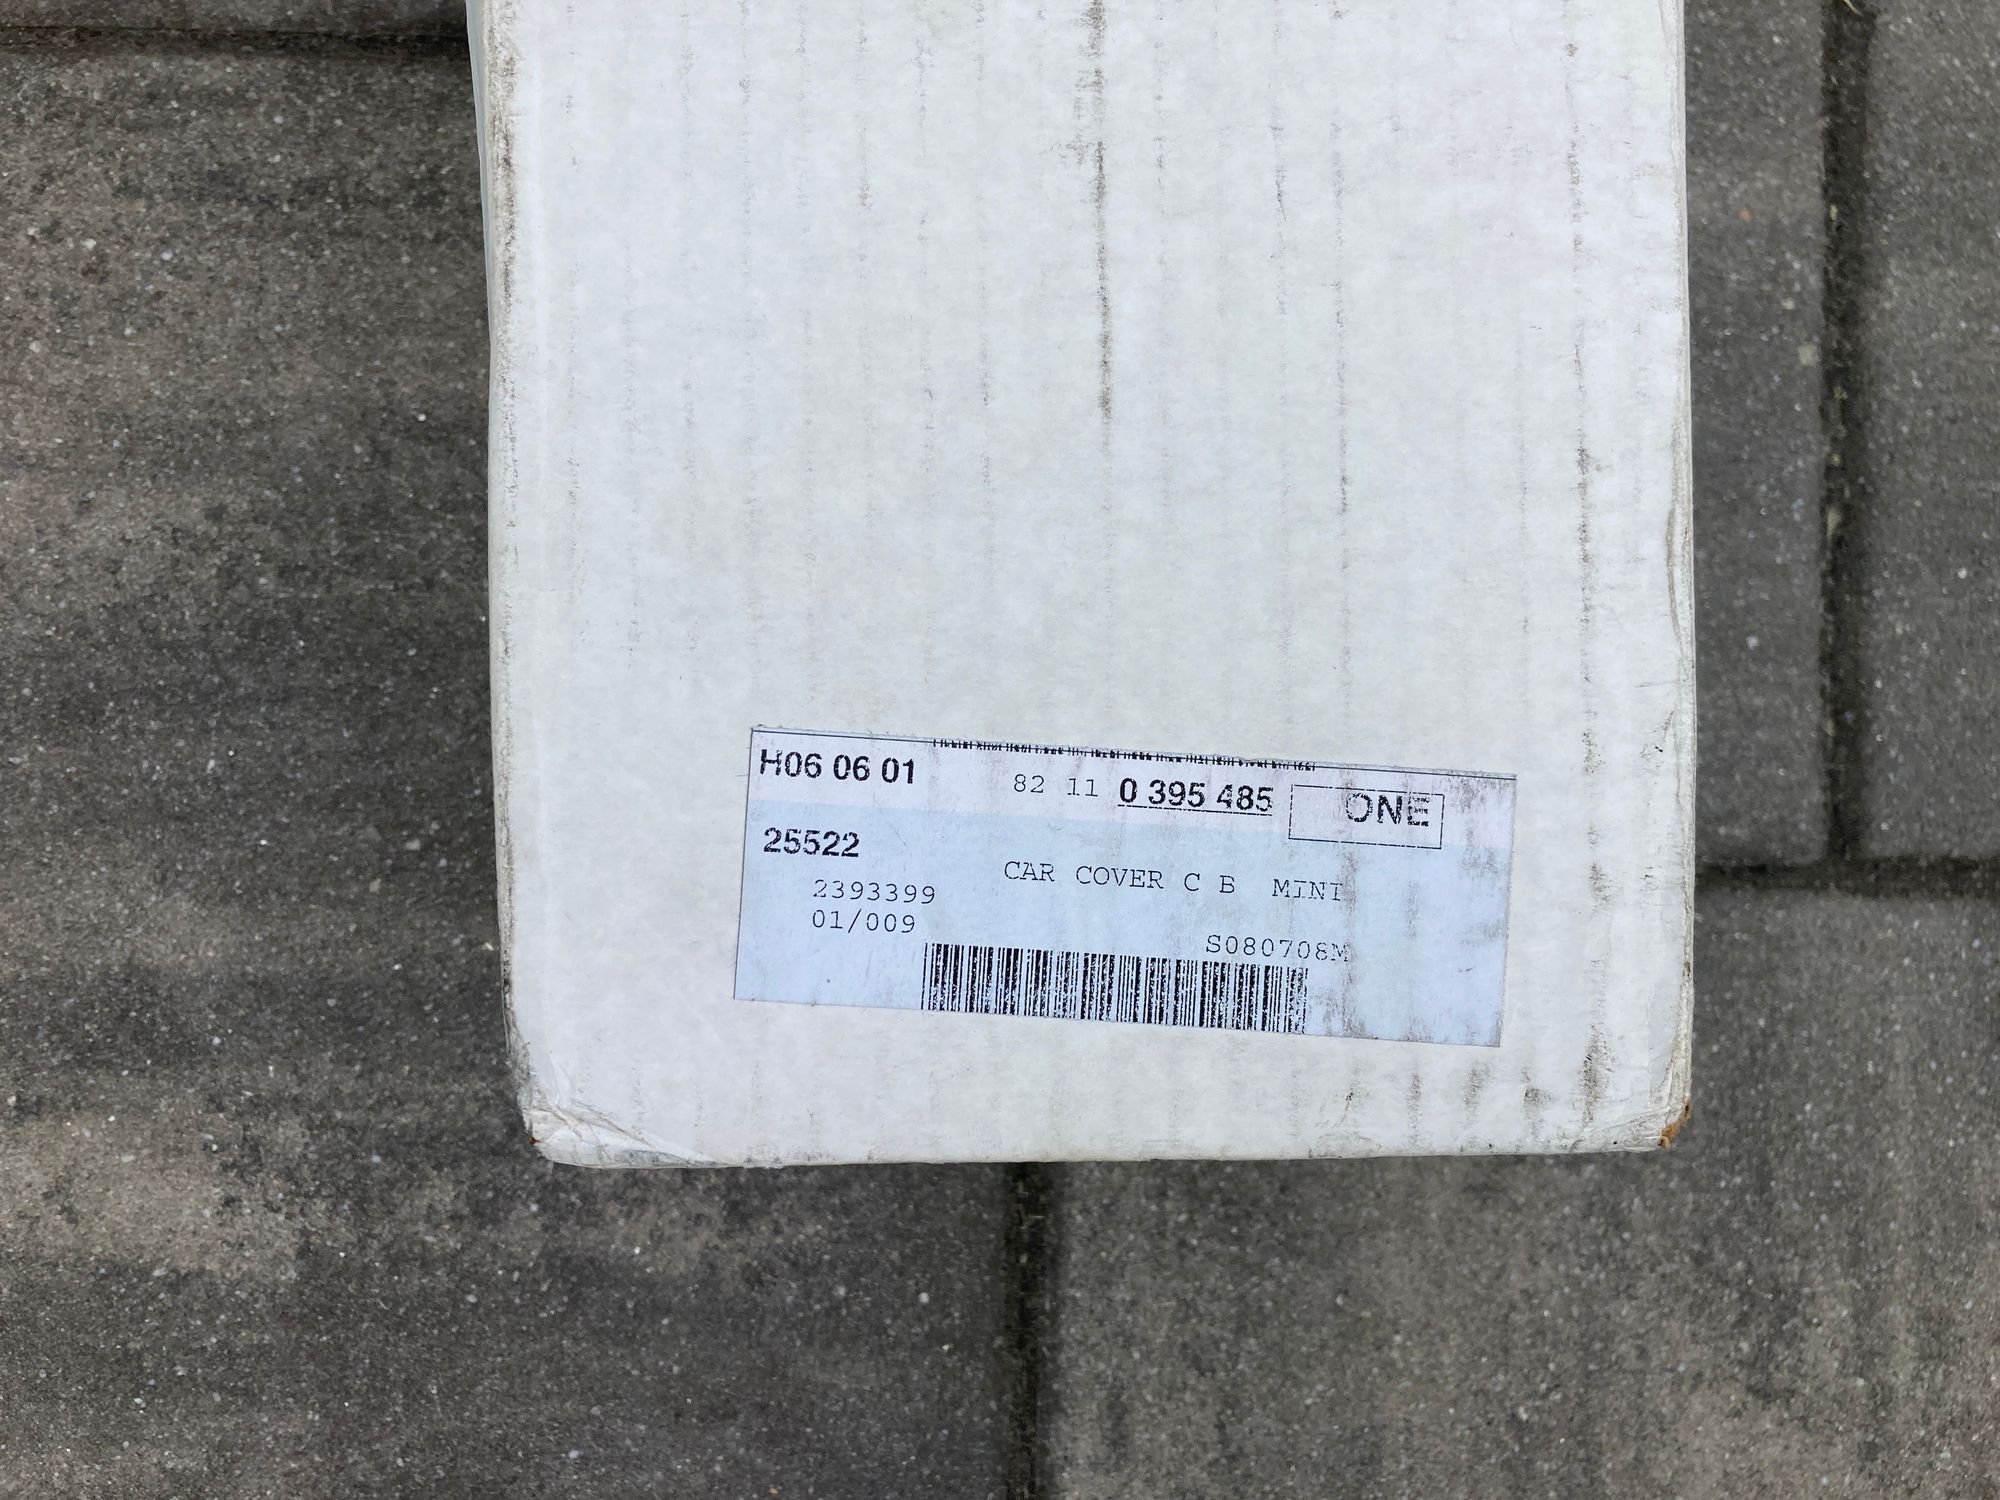 H06 06 01 82 11 0 395 485 ONE
25522
CAR COVER C B MINI
2393399
01/009
S080708M